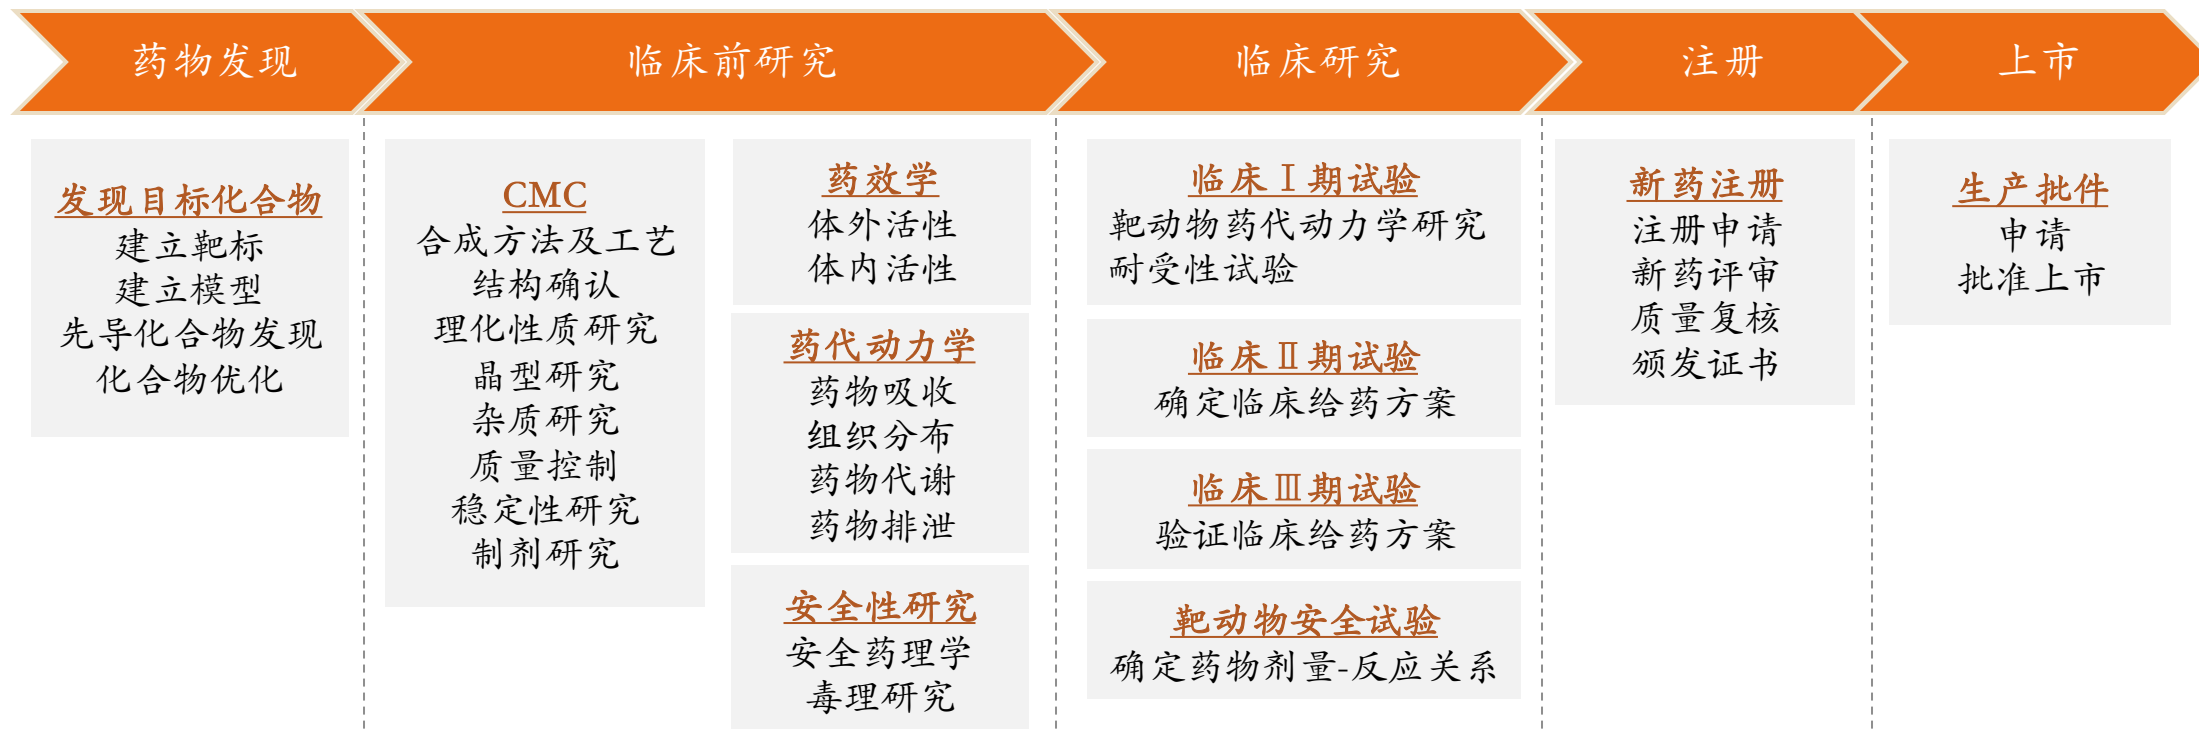 药物发现
临床前研究
临床研究
注册
上市
发现目标化合物
建立靶标
建立模型
先导化合物发现
化合物优化
CMC
合成方法及工艺
结构确认
理化性质研究
晶型研究
杂质研究
质量控制
稳定性研究
制剂研究
药效学
体外活性
体内活性
药代动力学
药物吸收
组织分布
药物代谢
药物排泄
安全性研究
安全药理学
毒理研究
临床Ⅰ期试验
靶动物药代动力学研究
耐受性试验
临床Ⅱ期试验
确定临床给药方案
临床Ⅲ期试验
验证临床给药方案
靶动物安全试验
确定药物剂量-反应关系
新药注册
注册申请
新药评审
质量复核
颁发证书
生产批件
申请
批准上市